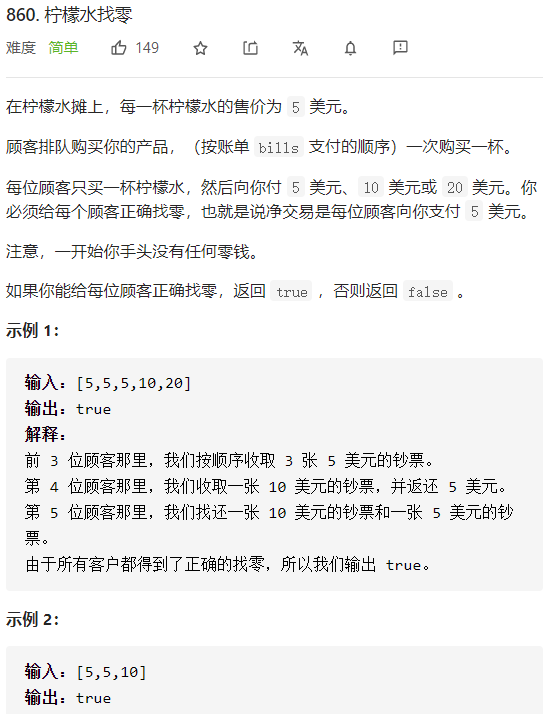 860. 柠檬水找零
难度 简单 149
在柠檬水摊上，每一杯柠檬水的售价为 5 美元。
顾客排队购买你的产品，（按账单 bills 支付的顺序）一次购买一杯。
每位顾客只买一杯柠檬水，然后向你付 5 美元、10 美元或 20 美元。你
必须给每个顾客正确找零，也就是说净交易是每位顾客向你支付 5 美元。
注意，一开始你手头没有任何零钱。
如果你能给每位顾客正确找零，返回 true ，否则返回 false 。
示例 1：
输入：[5,5,5,10,20]
输出：true
解释：
前 3 位顾客那里，我们按顺序收取 3 张 5 美元的钞票。
第 4 位顾客那里，我们收取一张 10 美元的钞票，并返还 5 美元。
第 5 位顾客那里，我们找还一张 10 美元的钞票和一张 5 美元的钞
票。
由于所有客户都得到了正确的找零，所以我们输出 true。
示例 2：
输入：[5,5,10]
输出：true